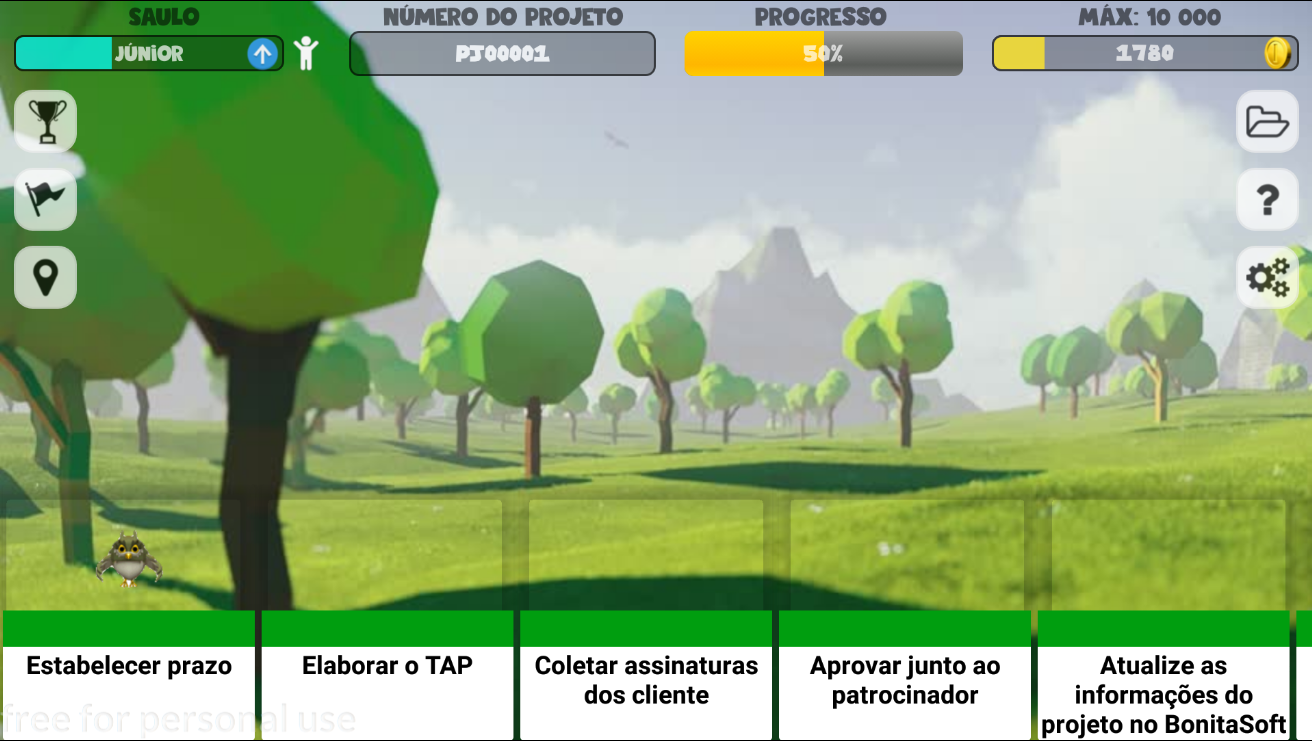 SAULO
JÚNIOR
NÚMERO DO PROJETO
PJ00001
PROGRESSO
50%
MÁX: 10 000
1780
?
Estabelecer prazo
Elaborar o TAP
Coletar assinaturas
dos cliente
Aprovar junto ao
patrocinador
Atualize as
informações do
projeto no BonitaSoft
free for personal use